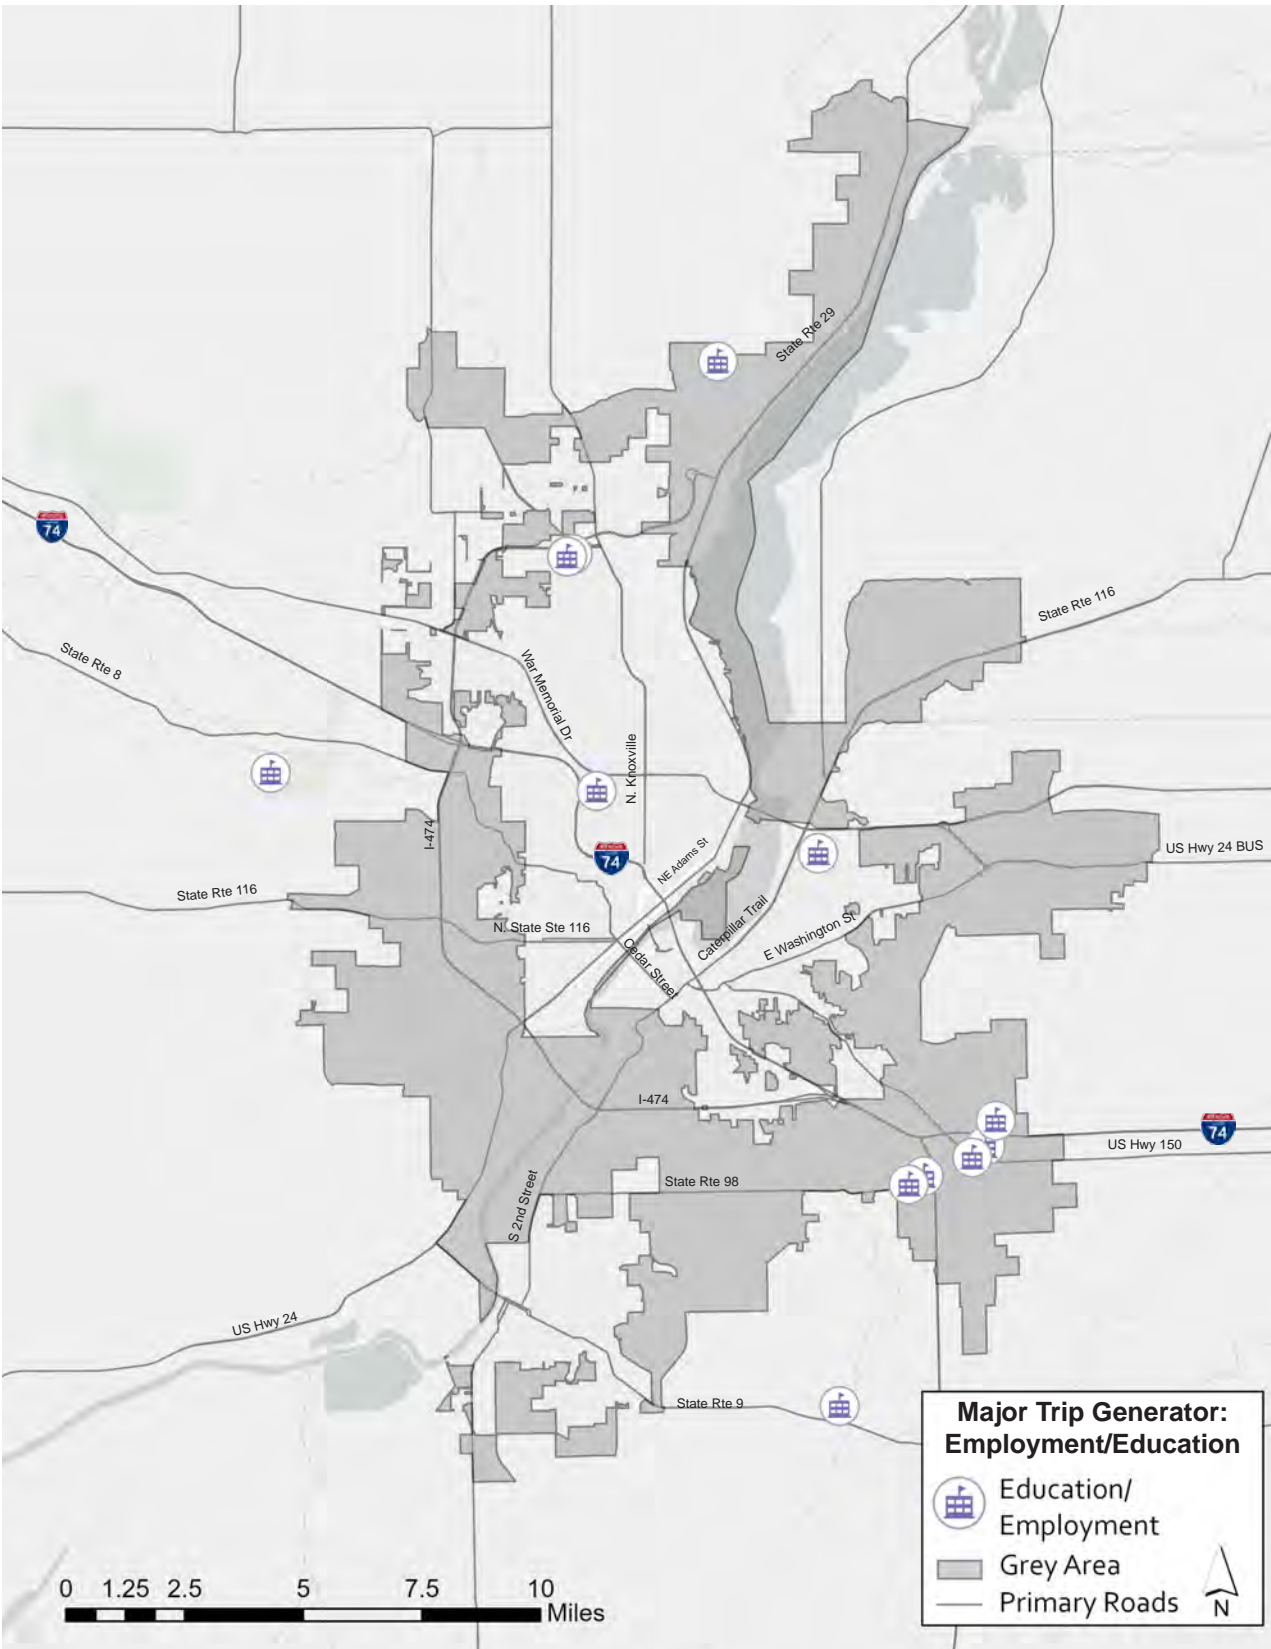 State Rte 29
74
State Rte 116
State Rte 8
War Memorial Dr
N. Knoxville
I-474
NE Adams St
74
US Hwy 24 BUS
State Rte 116
N. State Ste 116
Cedar Street
Caterpillar Trail
E Washington St
I-474
74
US Hwy 150
State Rte 98
S 2nd Street
US Hwy 24
State Rte 9
Major Trip Generator:
Employment/Education
Education/
Employment
Grey Area
Primary Roads
N
0 1.25 2.5 5 7.5 10
Miles